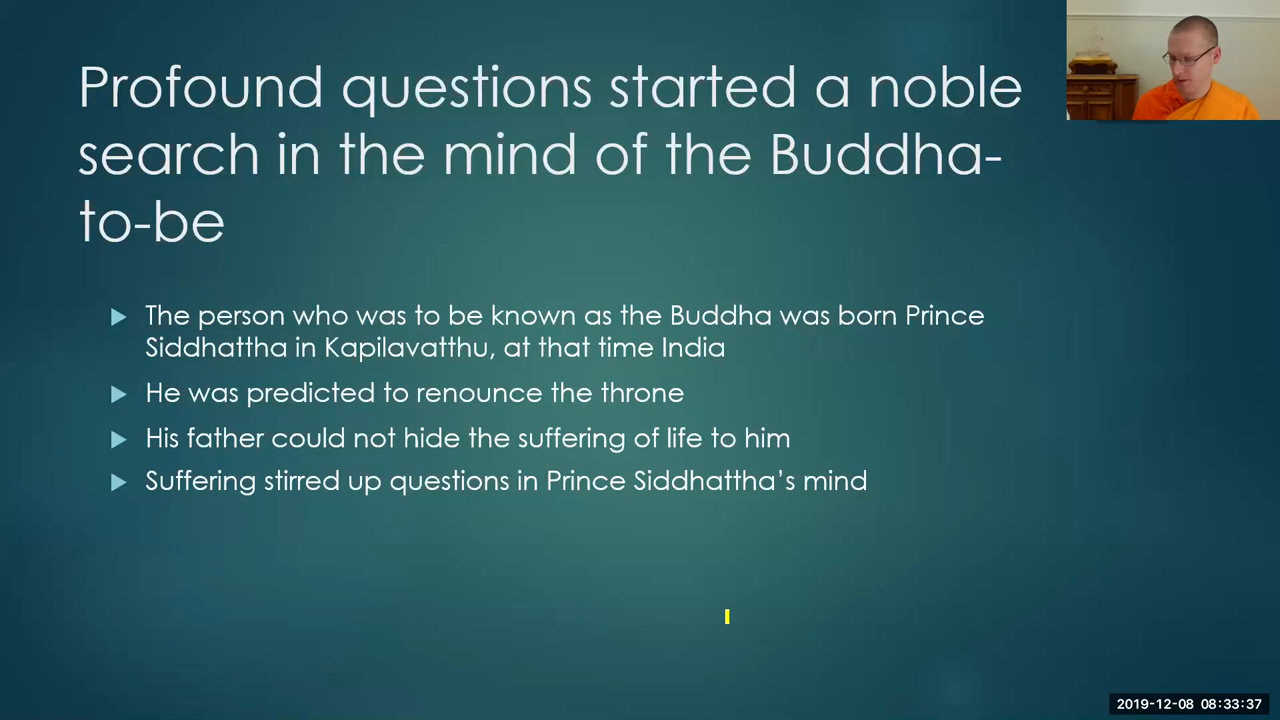 Profound questions started a noble
search in the mind of the Buddha-
to-be
The person who was to be known as the Buddha was born Prince
Siddhattha in Kapilavatthu, at that time India
He was predicted to renounce the throne
His father could not hide the suffering of life to him
Suffering stirred up questions in Prince Siddhattha’s mind
2019-12-08 08:33:37